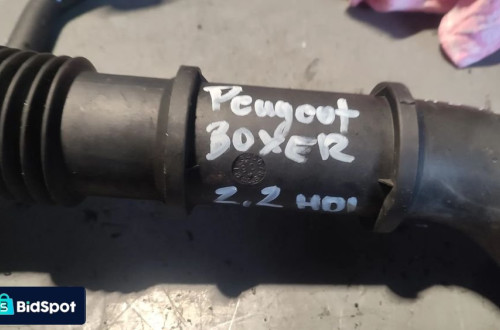 Peugeot
BOXER
2.2 HDI
BidSpot